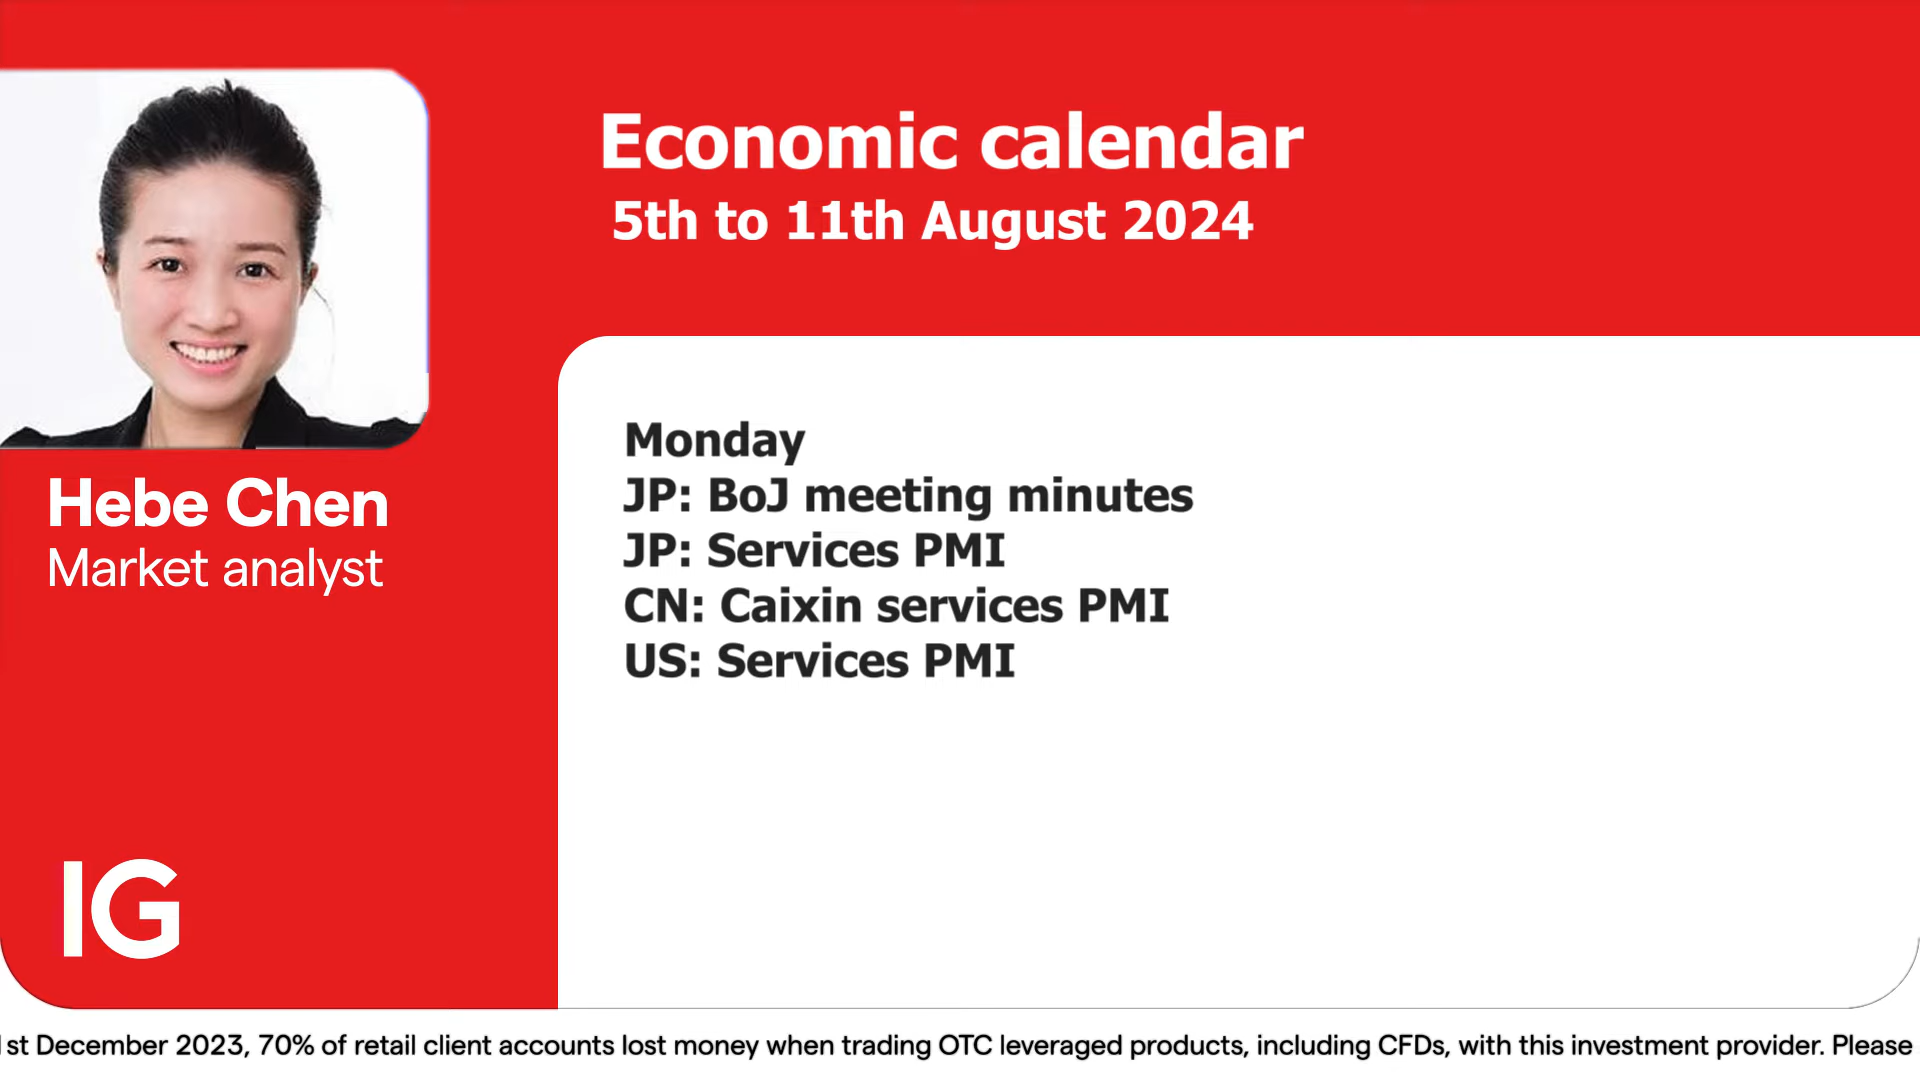 Economic calendar
5th to 11th August 2024
Hebe Chen
Market analyst
Monday
JP: BoJ meeting minutes
JP: Services PMI
CN: Caixin services PMI
US: Services PMI
IG
st December 2023, 70% of retail client accounts lost money when trading OTC leveraged products, including CFDs, with this investment provider. Please